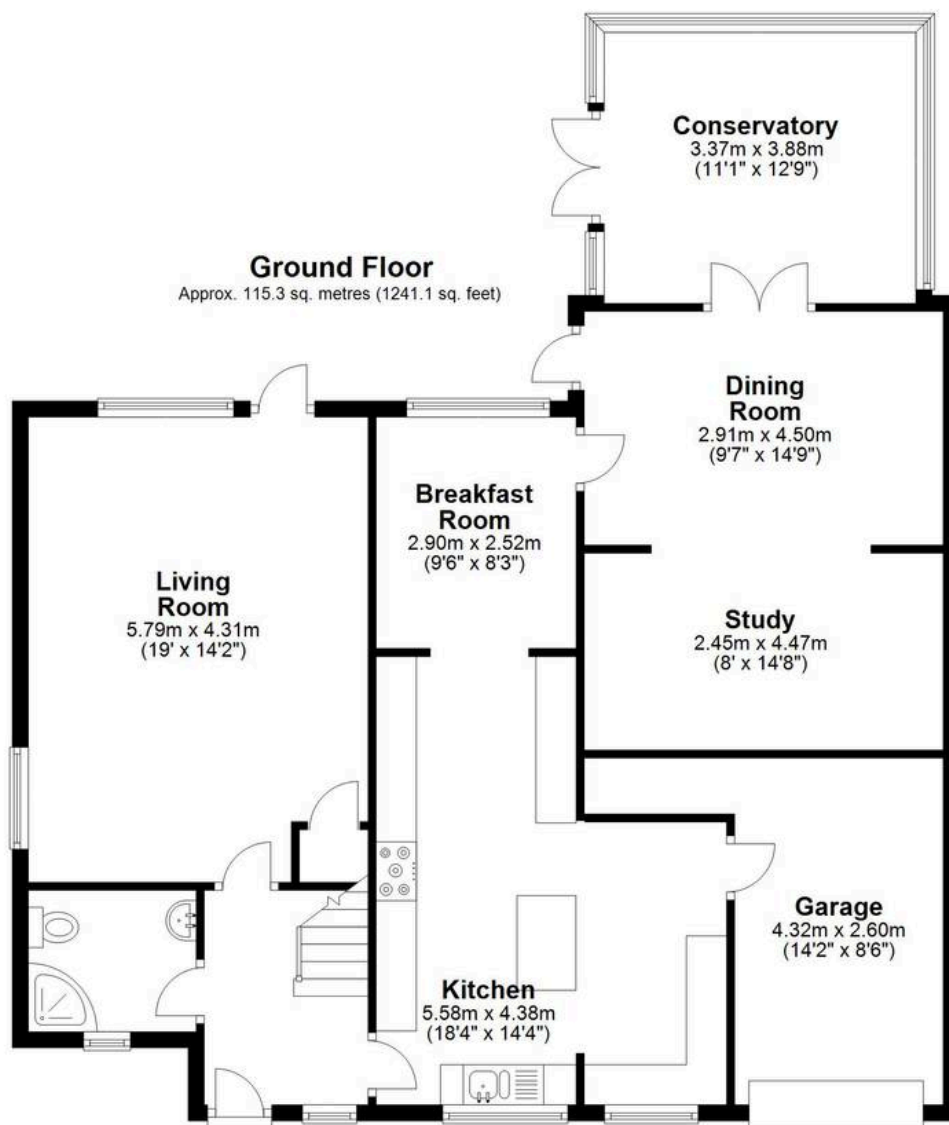 Ground Floor
Approx. 115.3 sq. metres (1241.1 sq. feet)
Conservatory
3.37m x 3.88m
(11'1" x 12'9")
Dining
Room
2.91m x 4.50m
(9'7" x 14'9")
Breakfast
Room
2.90m x 2.52m
(9'6" x 8'3")
Living
Room
5.79m x 4.31m
(19' x 14'2")
Study
2.45m x 4.47m
(8' x 14'8")
Garage
4.32m x 2.60m
(14'2" x 8'6")
Kitchen
5.58m x 4.38m
(18'4" x 14'4")